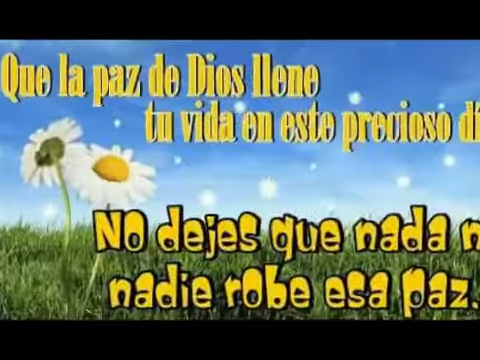 Que la paz de Dios llene
tu vida en este precioso dí
No dejes que nada n
nadie robe esa paz.